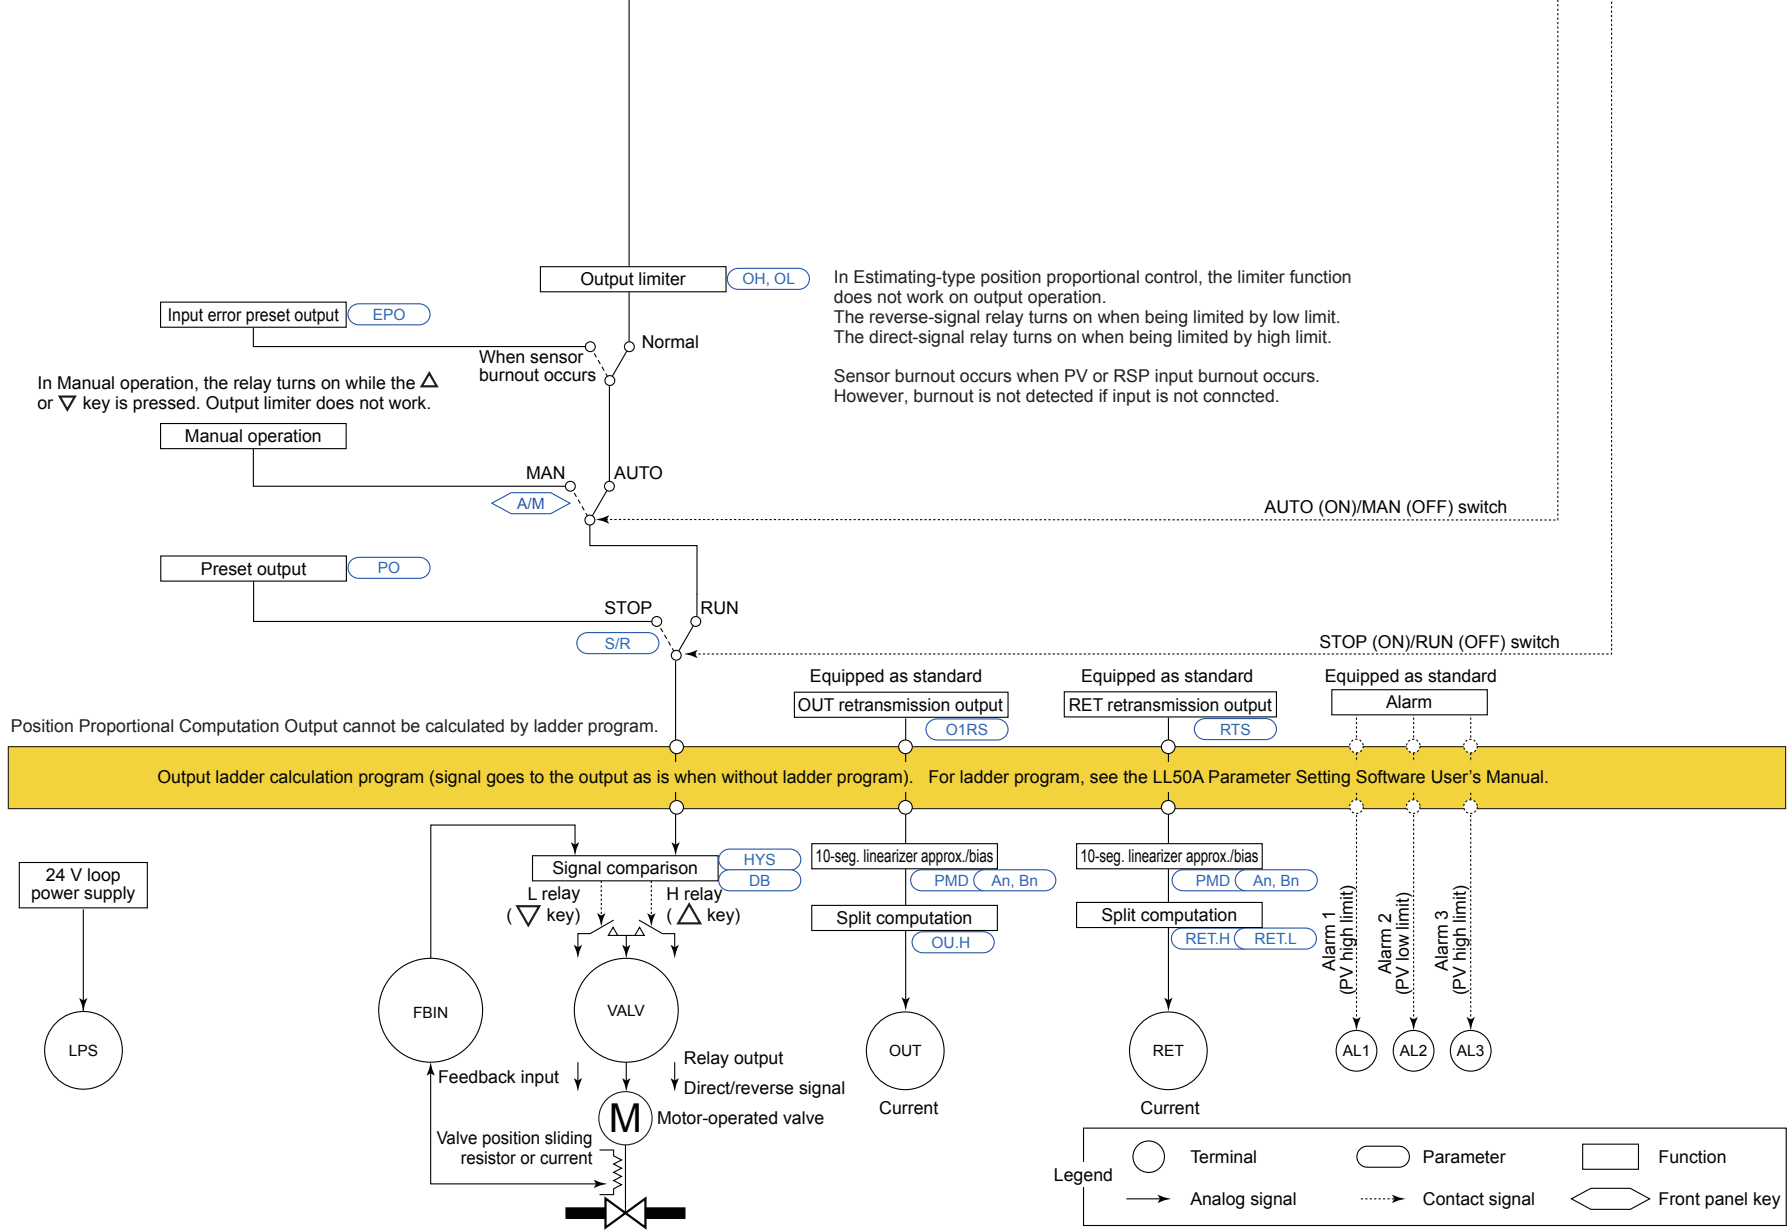 Output limiter
OH, OL
In Estimating-type position proportional control, the limiter function
does not work on output operation.
The reverse-signal relay turns on when being limited by low limit.
The direct-signal relay turns on when being limited by high limit.
Sensor burnout occurs when PV or RSP input burnout occurs.
However, burnout is not detected if input is not conncted.
Input error preset output
EPO
When sensor
burnout occurs
Normal
In Manual operation, the relay turns on while the △
or ▽ key is pressed. Output limiter does not work.
Manual operation
MAN
AUTO
A/M
AUTO (ON)/MAN (OFF) switch
Preset output
PO
STOP
RUN
S/R
STOP (ON)/RUN (OFF) switch
Equipped as standard
Equipped as standard
Equipped as standard
OUT retransmission output
RET retransmission output
Alarm
O1RS
RTS
Position Proportional Computation Output cannot be calculated by ladder program.
Output ladder calculation program (signal goes to the output as is when without ladder program). For ladder program, see the LL50A Parameter Setting Software User's Manual.
24 V loop
power supply
Signal comparison
HYS
DB
L relay
(▽ key)
H relay
(△ key)
10-seg. linearizer approx./bias
PMD
An, Bn
Split computation
OU.H
10-seg. linearizer approx./bias
PMD
An, Bn
Split computation
RET.H
RET.L
Alarm 1
(PV high limit)
Alarm 2
(PV low limit)
Alarm 3
(PV high limit)
LPS
FBIN
VALV
OUT
RET
AL1
AL2
AL3
Feedback input
Relay output
Direct/reverse signal
Current
Current
M
Motor-operated valve
Valve position sliding
resistor or current
Legend
Terminal
Parameter
Function
Analog signal
Contact signal
Front panel key